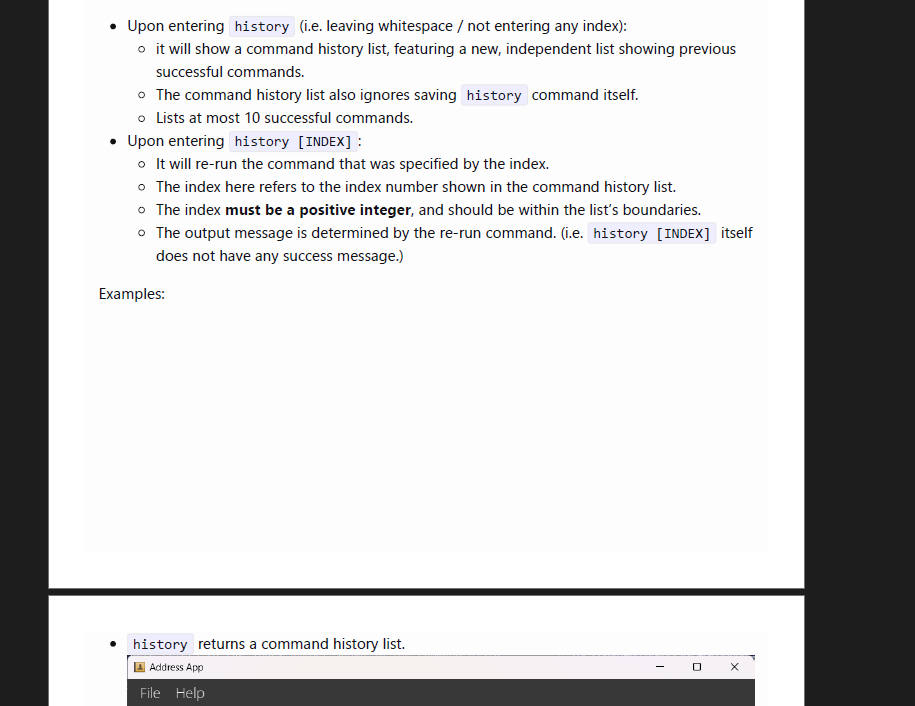 • Upon entering history (i.e. leaving whitespace / not entering any index):
○ it will show a command history list, featuring a new, independent list showing previous
successful commands.
○ The command history list also ignores saving history command itself.
○ Lists at most 10 successful commands.
• Upon entering history [INDEX]:
○ It will re-run the command that was specified by the index.
○ The index here refers to the index number shown in the command history list.
○ The index must be a positive integer, and should be within the list's boundaries.
○ The output message is determined by the re-run command. (i.e. history [INDEX] itself
does not have any success message.)
Examples:
• history returns a command history list.
Address App
File Help